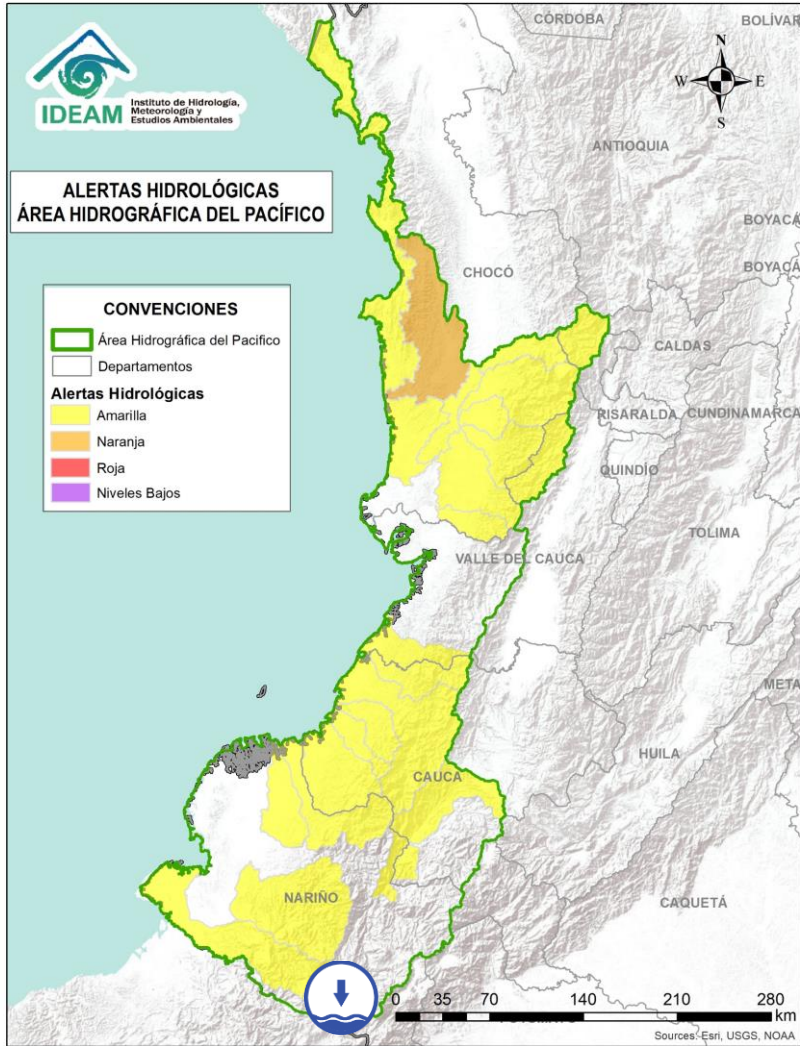 CÓRDOBA
BOLÍVAR
N
W
E
S
IDEAM
Instituto de Hidrología,
Meteorología y
Estudios Ambientales
ANTIOQUIA
ALERTAS HIDROLÓGICAS
ÁREA HIDROGRÁFICA DEL PACÍFICO
BOYACÁ
BOYACÁ
CHOCÓ
CONVENCIONES
Área Hidrográfica del Pacifico
Departamentos
Alertas Hidrológicas
Amarilla
Naranja
Roja
Niveles Bajos
CALDAS
RISARALDA
CUNDINAMARCA
QUINDÍO
TOLIMA
VALLE DEL CAUCA
META
HUILA
CAUCA
NARIÑO
CAQUETÁ
0 35 70 140 210 280
km
Sources: Esri, USGS, NOAA